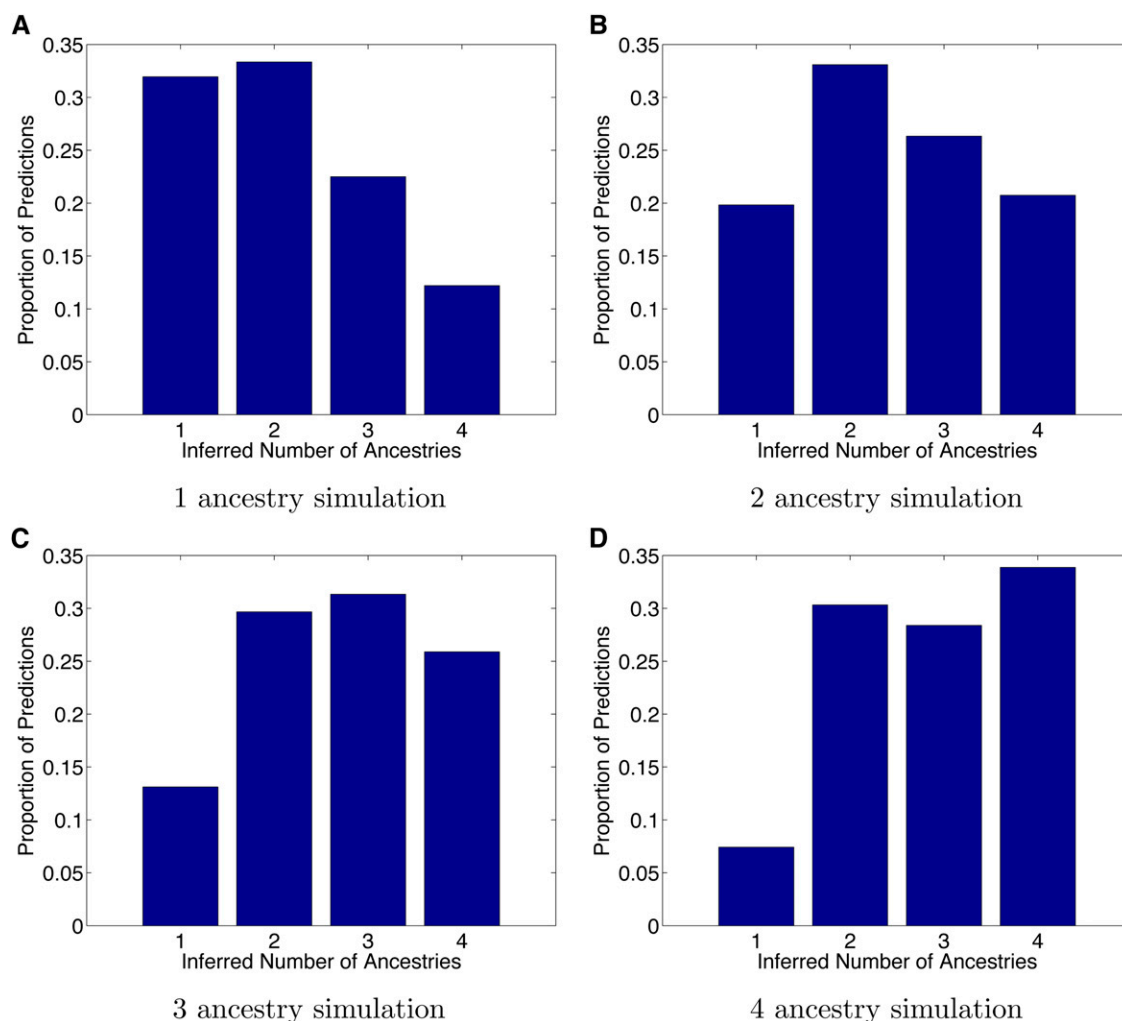 A
0.35
0.3
0.25
0.2
0.15
0.1
0.05
0
Proportion of Predictions
1 2 3 4
Inferred Number of Ancestries
1 ancestry simulation
B
0.35
0.3
0.25
0.2
0.15
0.1
0.05
0
Proportion of Predictions
1 2 3 4
Inferred Number of Ancestries
2 ancestry simulation
C
0.35
0.3
0.25
0.2
0.15
0.1
0.05
0
Proportion of Predictions
1 2 3 4
Inferred Number of Ancestries
3 ancestry simulation
D
0.35
0.3
0.25
0.2
0.15
0.1
0.05
0
Proportion of Predictions
1 2 3 4
Inferred Number of Ancestries
4 ancestry simulation